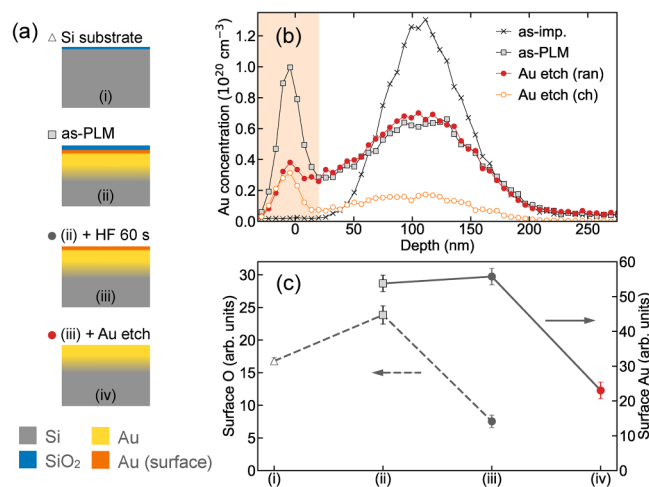 (a)
Si substrate
(i)
as-PLM
(ii)
(ii) + HF 60 s
(iii)
(iii) + Au etch
(iv)
Si
Au
SiO₂
Au (surface)
(b)
as-imp.
as-PLM
Au etch (ran)
Au etch (ch)
Au concentration (10²⁰ cm⁻³)
1.2
1.0
0.8
0.6
0.4
0.2
0.0
0 50 100 150 200 250
Depth (nm)
(c)
Surface O (arb. units)
30
25
20
15
10
5
0
Surface Au (arb. units)
60
50
40
30
20
10
0
(i) (ii) (iii) (iv)